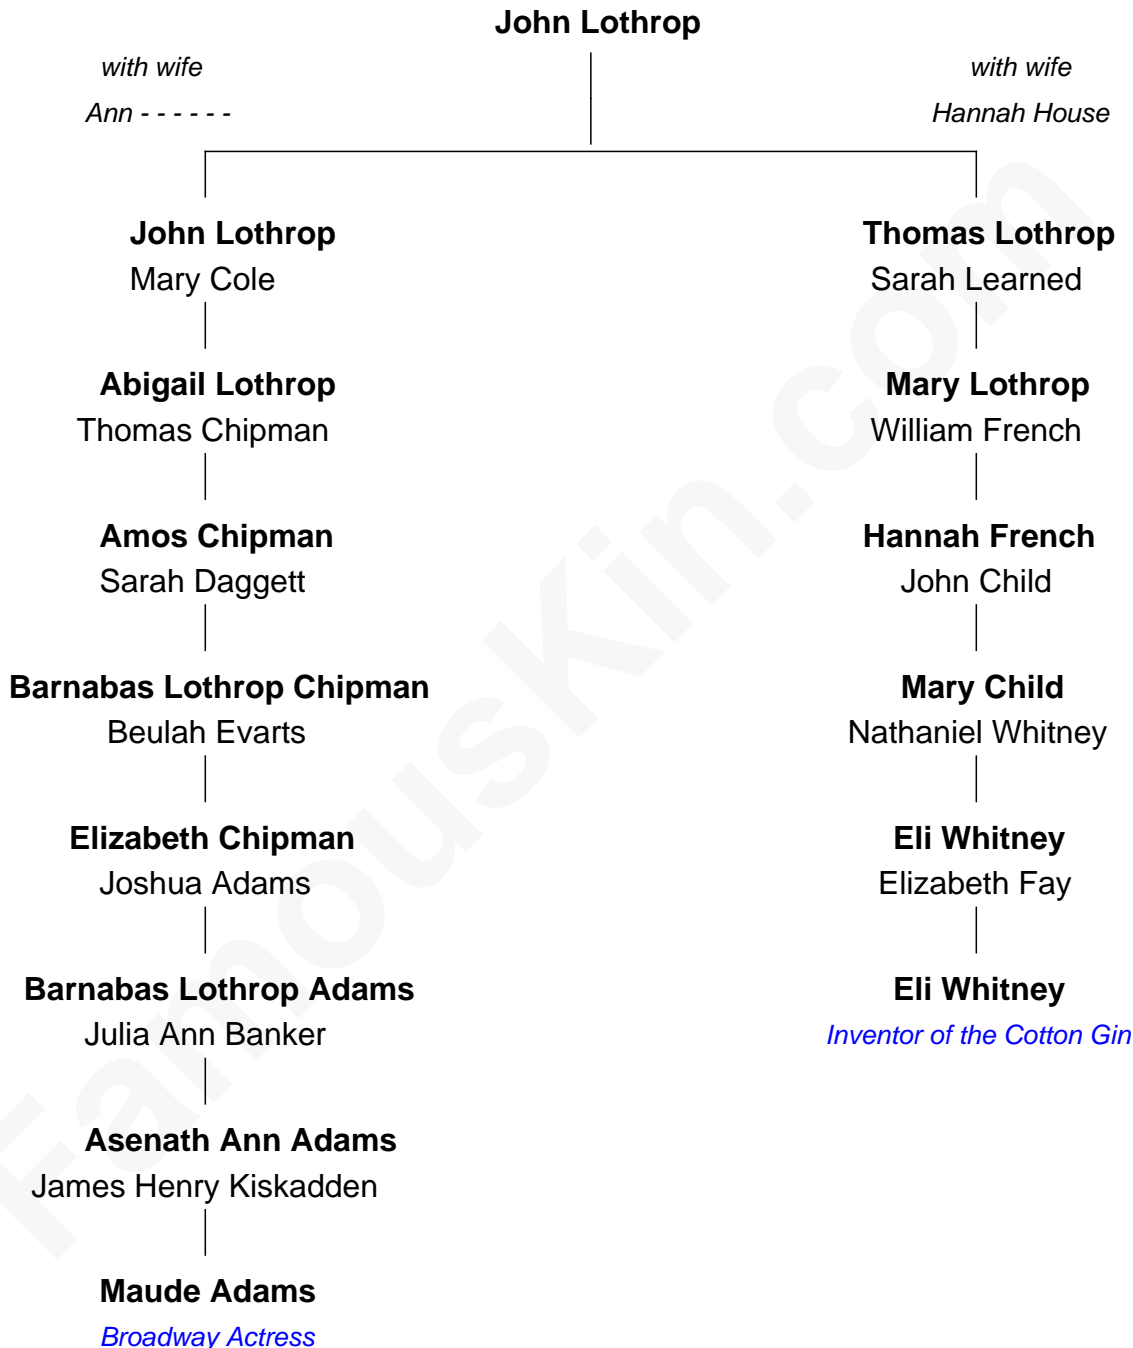 John Lothrop
with wife
Ann - - - - - -
with wife
Hannah House
John Lothrop
Mary Cole
Thomas Lothrop
Sarah Learned
Abigail Lothrop
Thomas Chipman
Mary Lothrop
William French
Amos Chipman
Sarah Daggett
Hannah French
John Child
Barnabas Lothrop Chipman
Beulah Evarts
Mary Child
Nathaniel Whitney
Elizabeth Chipman
Joshua Adams
Eli Whitney
Elizabeth Fay
Barnabas Lothrop Adams
Julia Ann Banker
Eli Whitney
Inventor of the Cotton Gin
Asenath Ann Adams
James Henry Kiskadden
Maude Adams
Broadway Actress
FamousKin.com